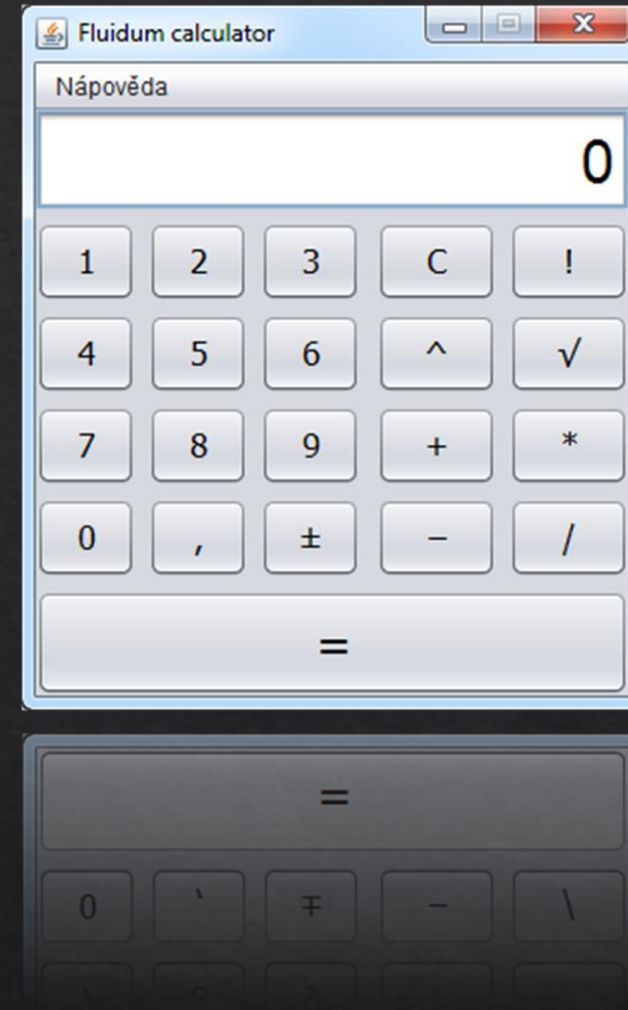 Fluidum calculator
Nápověda
0
1 2 3 C !
4 5 6 ^ √
7 8 9 + *
0 , ± − /
=